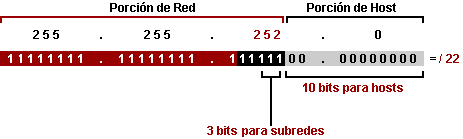 Porción de Red Porción de Host
255 . 255 . 252 . 0
11111111 . 11111111 . 11111100 . 00000000 = / 22
10 bits para hosts
3 bits para subredes